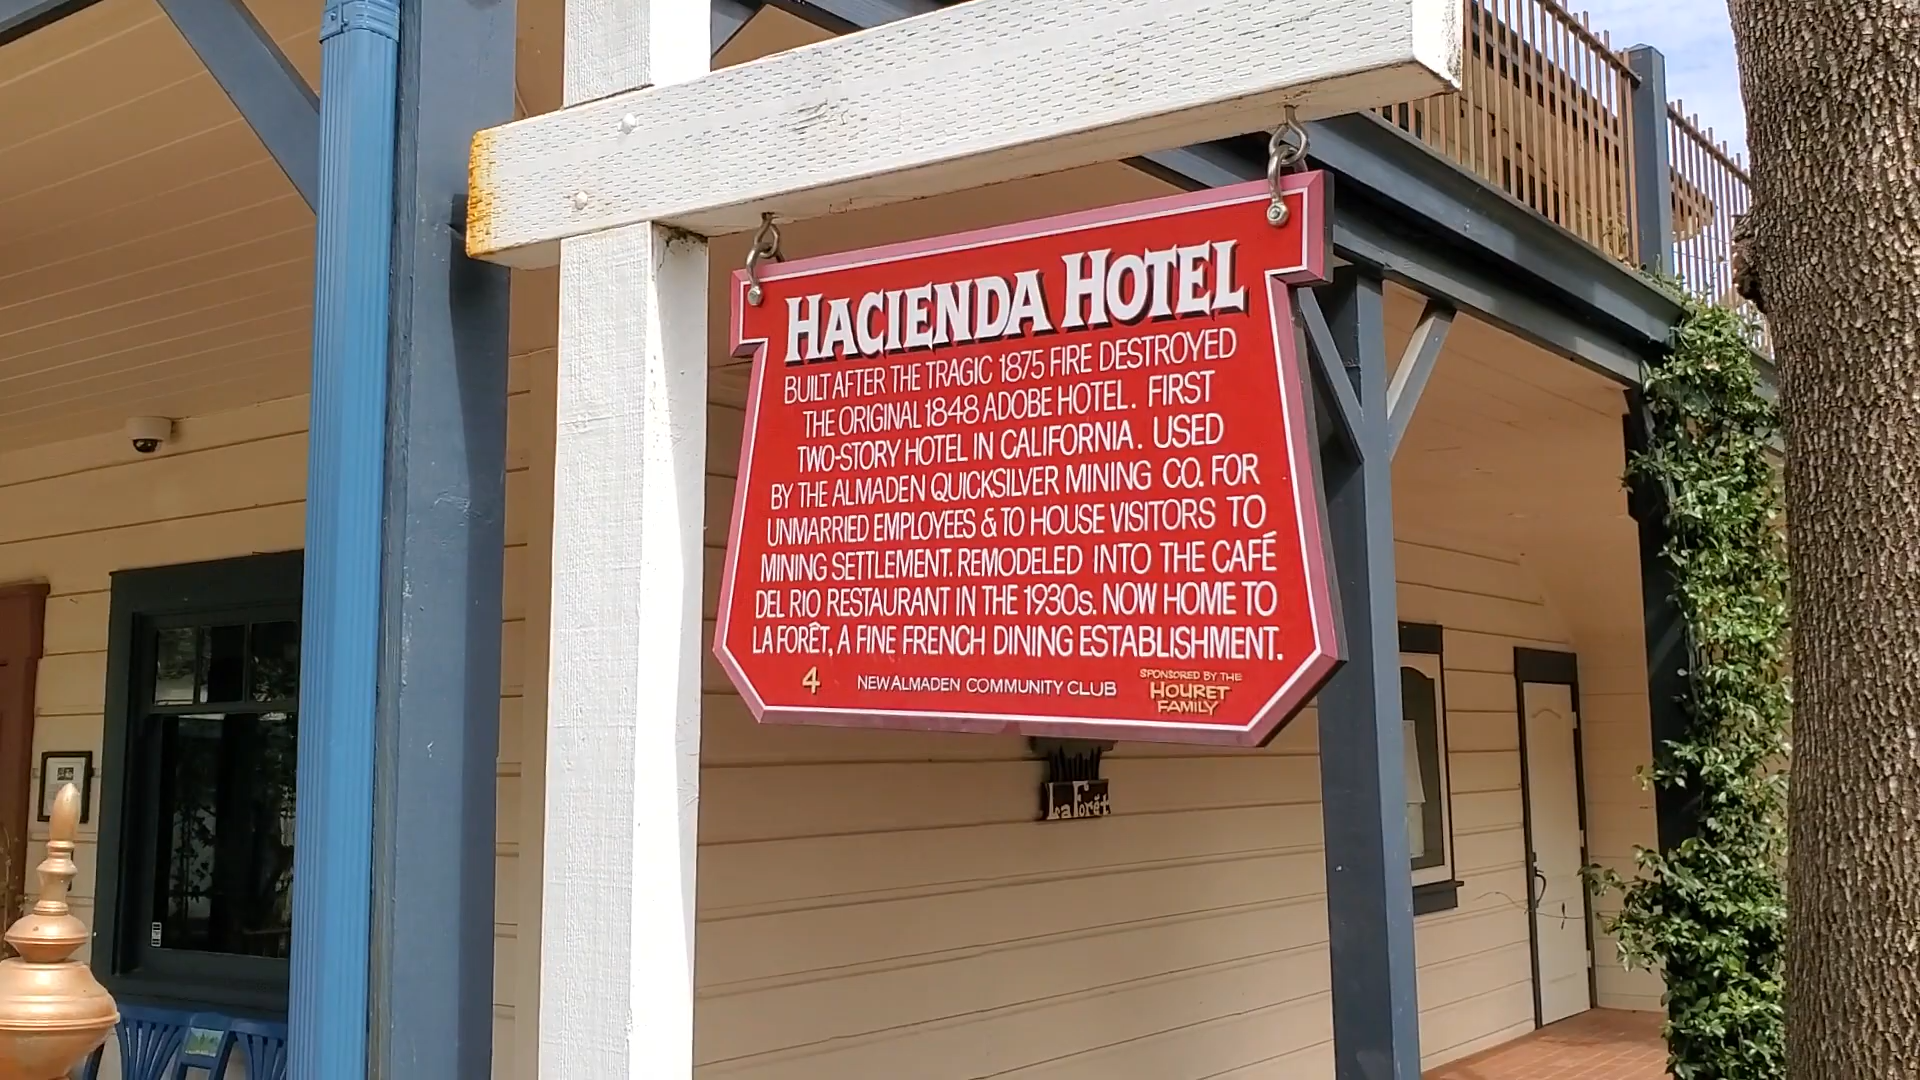 HACIENDA HOTEL
BUILT AFTER THE TRAGIC 1875 FIRE DESTROYED
THE ORIGINAL 1848 ADOBE HOTEL. FIRST
TWO-STORY HOTEL IN CALIFORNIA. USED
BY THE ALMADEN QUICKSILVER MINING CO. FOR
UNMARRIED EMPLOYEES & TO HOUSE VISITORS TO
MINING SETTLEMENT. REMODELED INTO THE CAFÉ
DEL RIO RESTAURANT IN THE 1930s. NOW HOME TO
LA FORÊT, A FINE FRENCH DINING ESTABLISHMENT.
4 NEW ALMADEN COMMUNITY CLUB
SPONSORED BY THE
HOURET
FAMILY
La Forêt